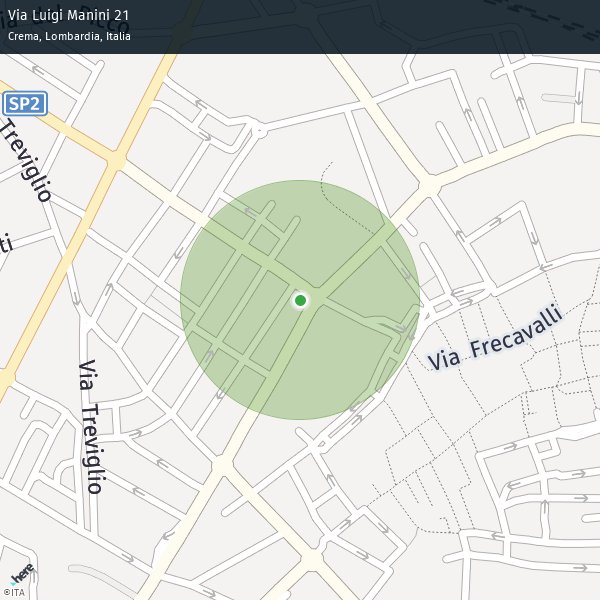 Via Luigi Manini 21
Crema, Lombardia, Italia
SP2
Treviglio
ti
Via Frecavalli
Via Treviglio
here
©ITA